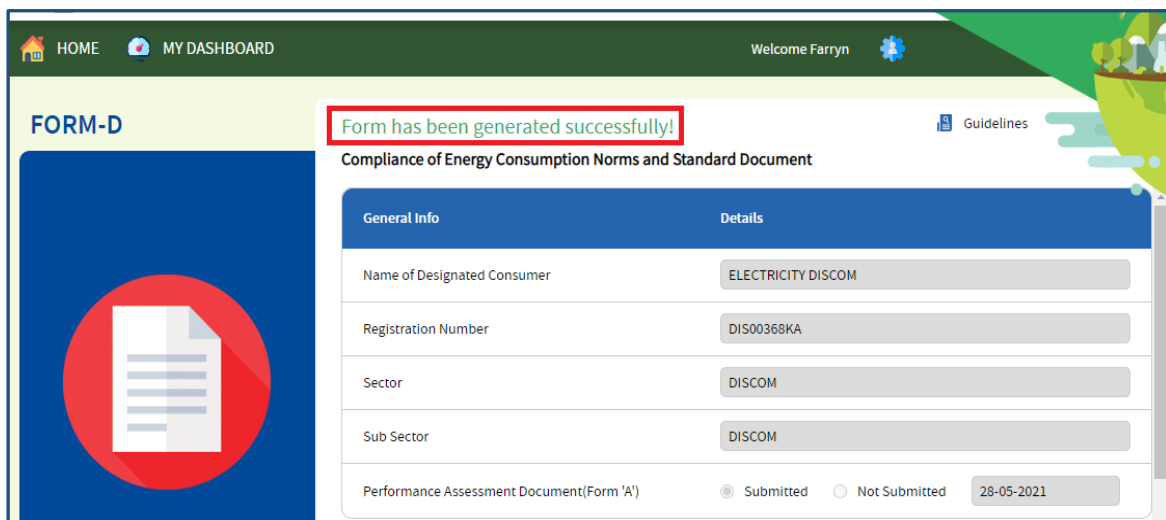 HOME MY DASHBOARD Welcome Farryn
FORM-D
Form has been generated successfully!
Guidelines
Compliance of Energy Consumption Norms and Standard Document
General Info Details
Name of Designated Consumer ELECTRICITY DISCOM
Registration Number DIS00368KA
Sector DISCOM
Sub Sector DISCOM
Performance Assessment Document(Form 'A') Submitted Not Submitted 28-05-2021